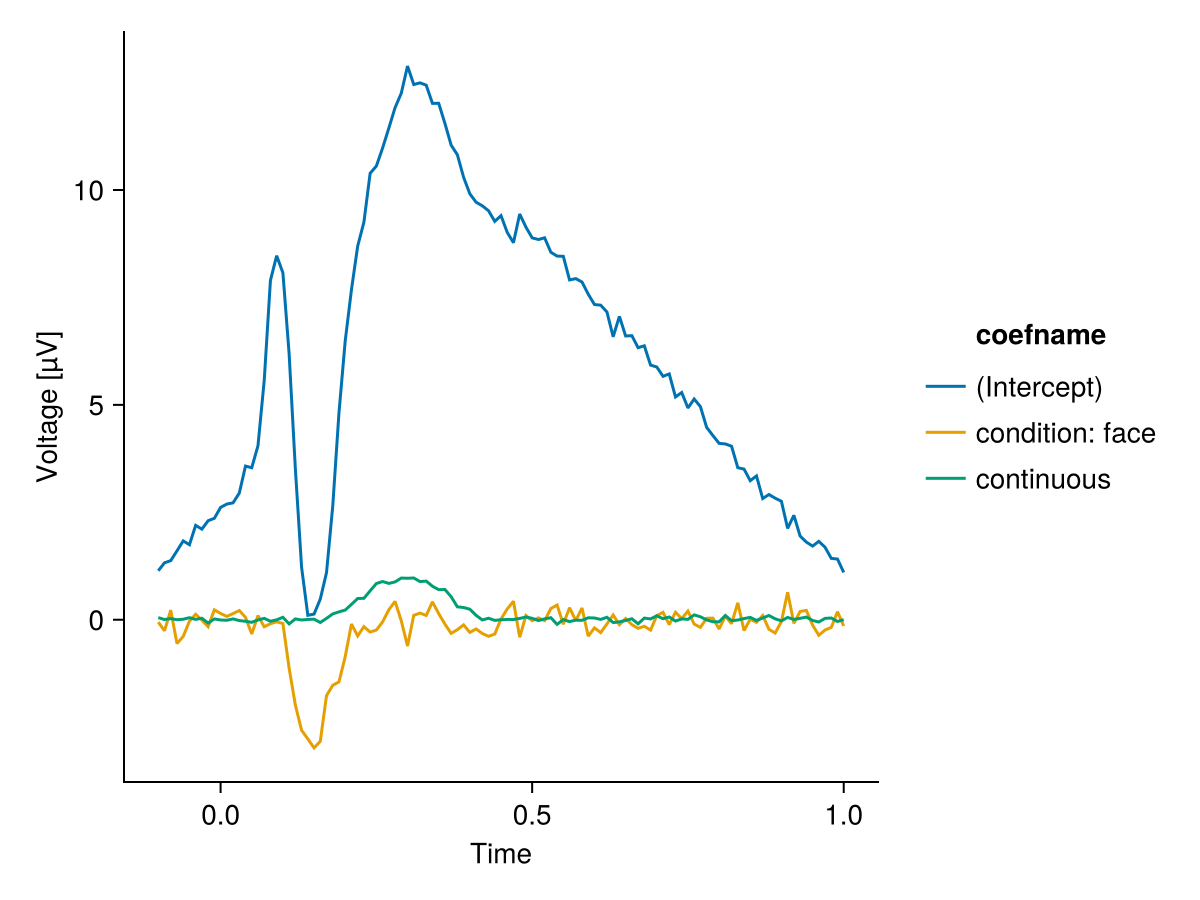 Voltage [µV]
10
5
0
0.0
0.5
1.0
Time
coefname
(Intercept)
condition: face
continuous